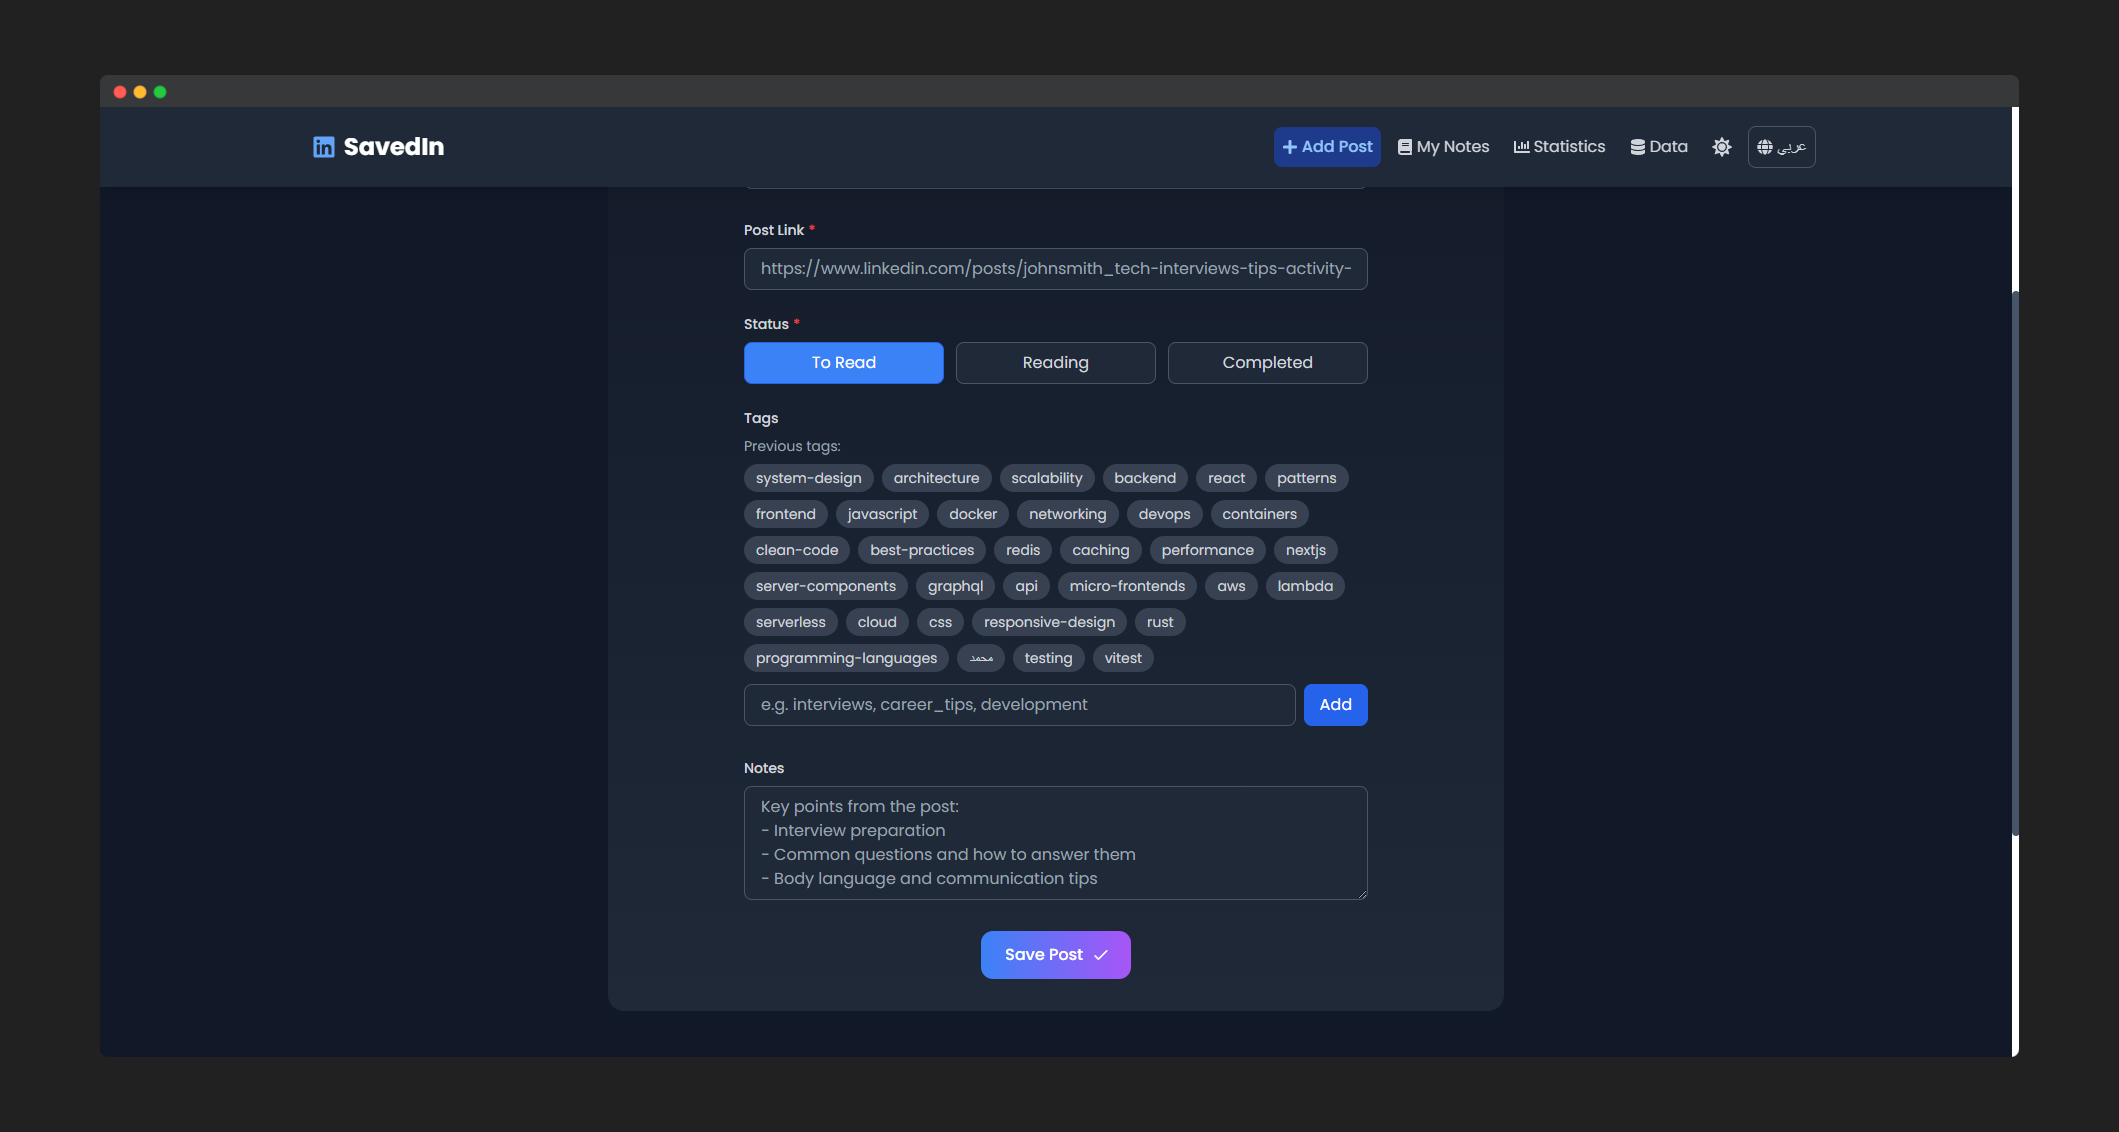 SavedIn
Add Post My Notes Statistics Data عربي
Post Link *
https://www.linkedin.com/posts/johnsmith_tech-interviews-tips-activity-
Status *
To Read Reading Completed
Tags
Previous tags:
system-design architecture scalability backend react patterns
frontend javascript docker networking devops containers
clean-code best-practices redis caching performance nextjs
server-components graphql api micro-frontends aws lambda
serverless cloud css responsive-design rust
programming-languages محمد testing vitest
e.g. interviews, career_tips, development Add
Notes
Key points from the post:
- Interview preparation
- Common questions and how to answer them
- Body language and communication tips
Save Post